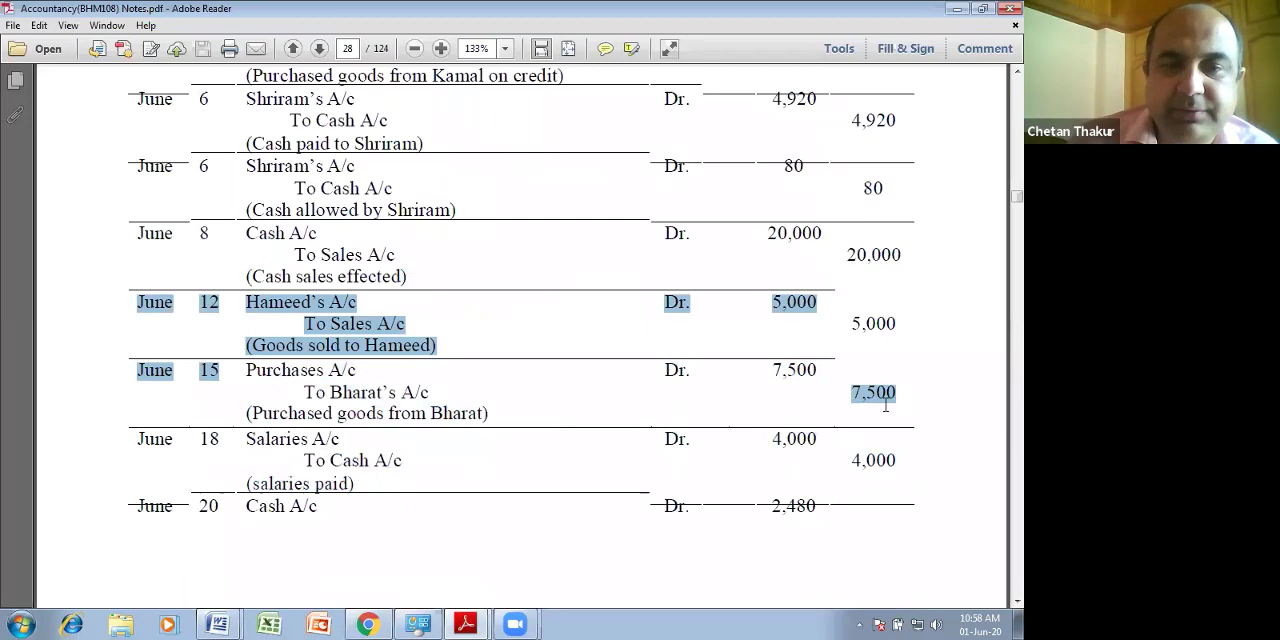 Accountancy(BHM108) Notes.pdf - Adobe Reader
File Edit View Window Help
Open 28 / 124 133% Tools Fill & Sign Comment
(Purchased goods from Kamal on credit)
June 6 Shriram's A/c Dr. 4,920
To Cash A/c 4,920
(Cash paid to Shriram)
June 6 Shriram's A/c Dr. 80
To Cash A/c 80
(Cash allowed by Shriram)
June 8 Cash A/c Dr. 20,000
To Sales A/c 20,000
(Cash sales effected)
June 12 Hameed's A/c Dr. 5,000
To Sales A/c 5,000
(Goods sold to Hameed)
June 15 Purchases A/c Dr. 7,500
To Bharat's A/c 7,500
(Purchased goods from Bharat)
June 18 Salaries A/c Dr. 4,000
To Cash A/c 4,000
(salaries paid)
June 20 Cash A/c Dr. 2,480
Chetan Thakur
10:58 AM
01-Jun-20